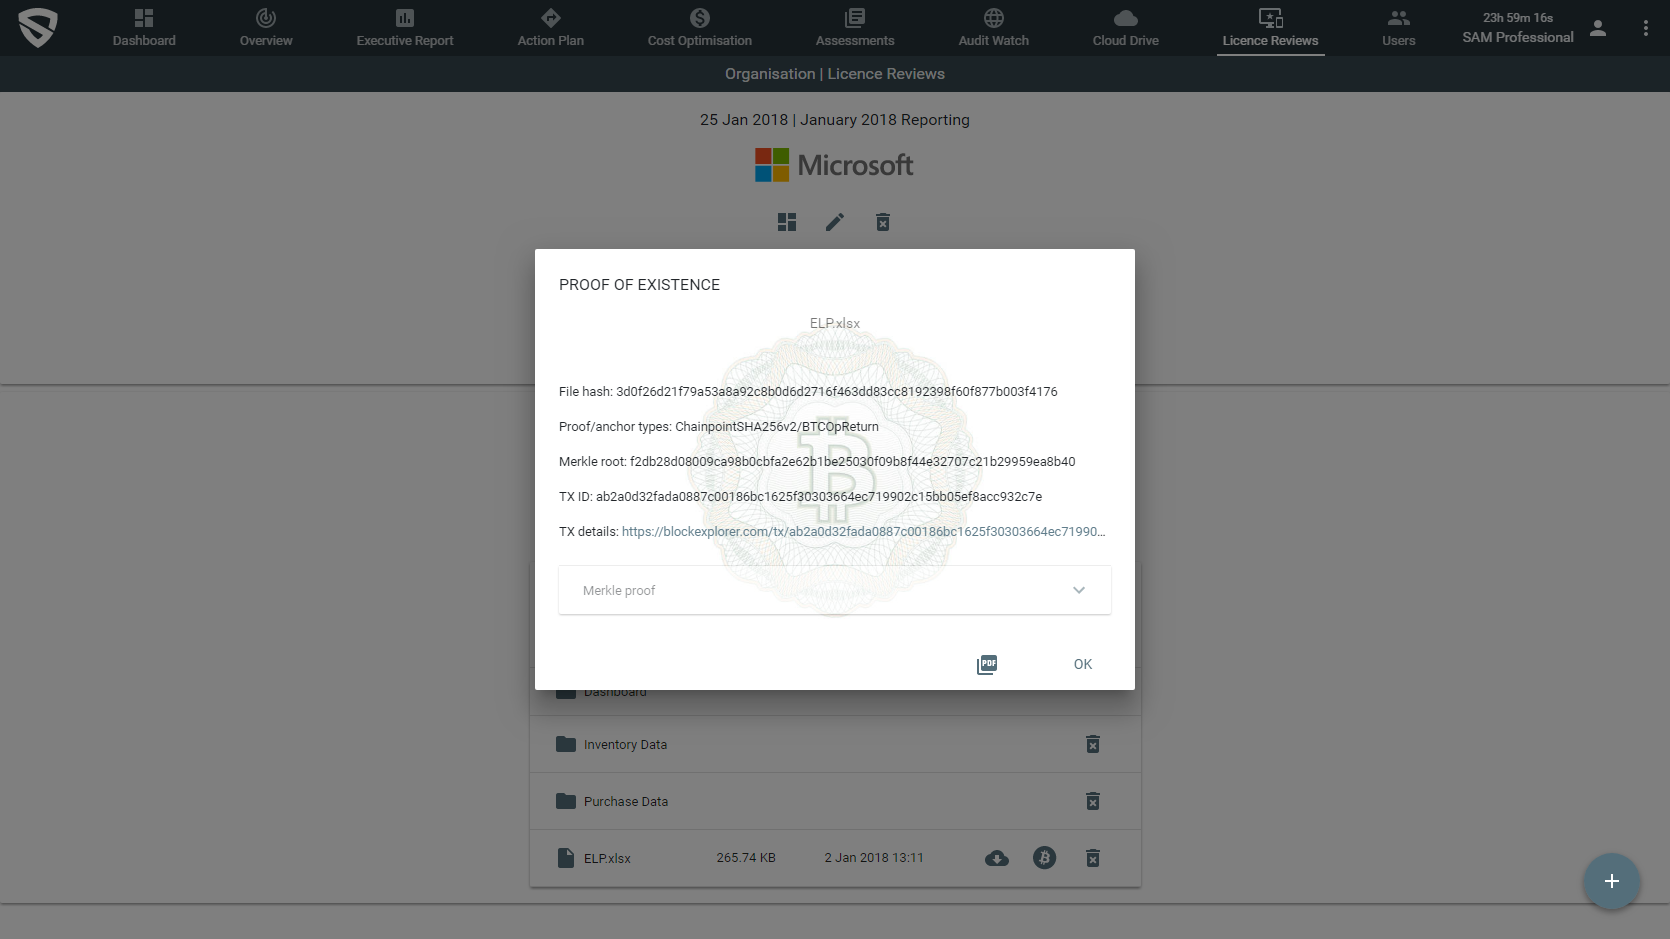 Dashboard
Overview
Executive Report
Action Plan
Cost Optimisation
Assessments
Audit Watch
Cloud Drive
Licence Reviews
Users
23h 59m 16s
SAM Professional
Organisation | Licence Reviews
25 Jan 2018 | January 2018 Reporting
Microsoft
PROOF OF EXISTENCE
ELP.xlsx
File hash: 3d0f26d21f79a53a8a92c8b0d6d2716f463dd83cc8192398f60f877b003f4176
Proof/anchor types: ChainpointSHA256v2/BTCOpReturn
Merkle root: f2db28d08009ca98b0cbfa2e62b1be25030f09b8f44e32707c21b29959ea8b40
TX ID: ab2a0d32fada0887c00186bc1625f30303664ec719902c15bb05ef8acc932c7e
TX details: https://blockexplorer.com/tx/ab2a0d32fada0887c00186bc1625f30303664ec71990...
Merkle proof
PDF
OK
Dashboard
Inventory Data
Purchase Data
ELP.xlsx 265.74 KB 2 Jan 2018 13:11